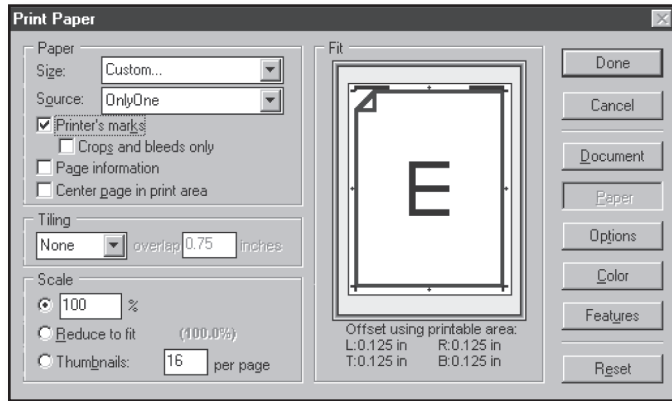 Print Paper
Paper
Size: Custom...
Source: OnlyOne
Printer's marks
Crops and bleeds only
Page information
Center page in print area
Tiling
None overlap 0.75 inches
Scale
100 %
Reduce to fit (100.0%)
Thumbnails: 16 per page
Fit
E
Offset using printable area:
L:0.125 in R:0.125 in
T:0.125 in B:0.125 in
Done
Cancel
Document
Paper
Options
Color
Features
Reset